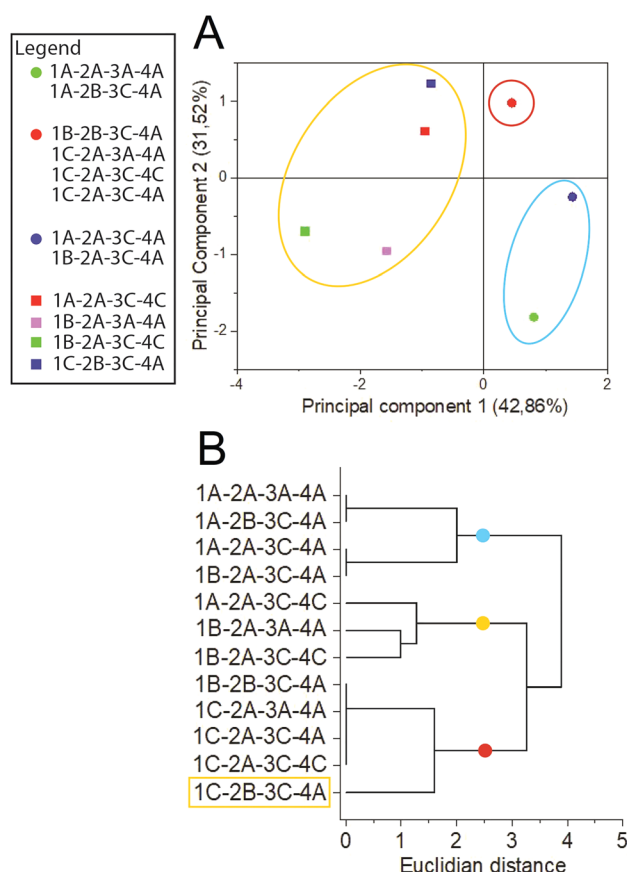 A
Legend
1A-2A-3A-4A
1A-2B-3C-4A
1B-2B-3C-4A
1C-2A-3A-4A
1C-2A-3C-4C
1C-2A-3C-4A
1A-2A-3C-4A
1B-2A-3C-4A
1A-2A-3C-4C
1B-2A-3A-4A
1B-2A-3C-4C
1C-2B-3C-4A
Principal Component 2 (31,52%)
1
0
-1
-2
-4
-2
0
2
Principal component 1 (42,86%)
B
1A-2A-3A-4A
1A-2B-3C-4A
1A-2A-3C-4A
1B-2A-3C-4A
1A-2A-3C-4C
1B-2A-3A-4A
1B-2A-3C-4C
1B-2B-3C-4A
1C-2A-3A-4A
1C-2A-3C-4A
1C-2A-3C-4C
1C-2B-3C-4A
0 1 2 3 4 5
Euclidian distance